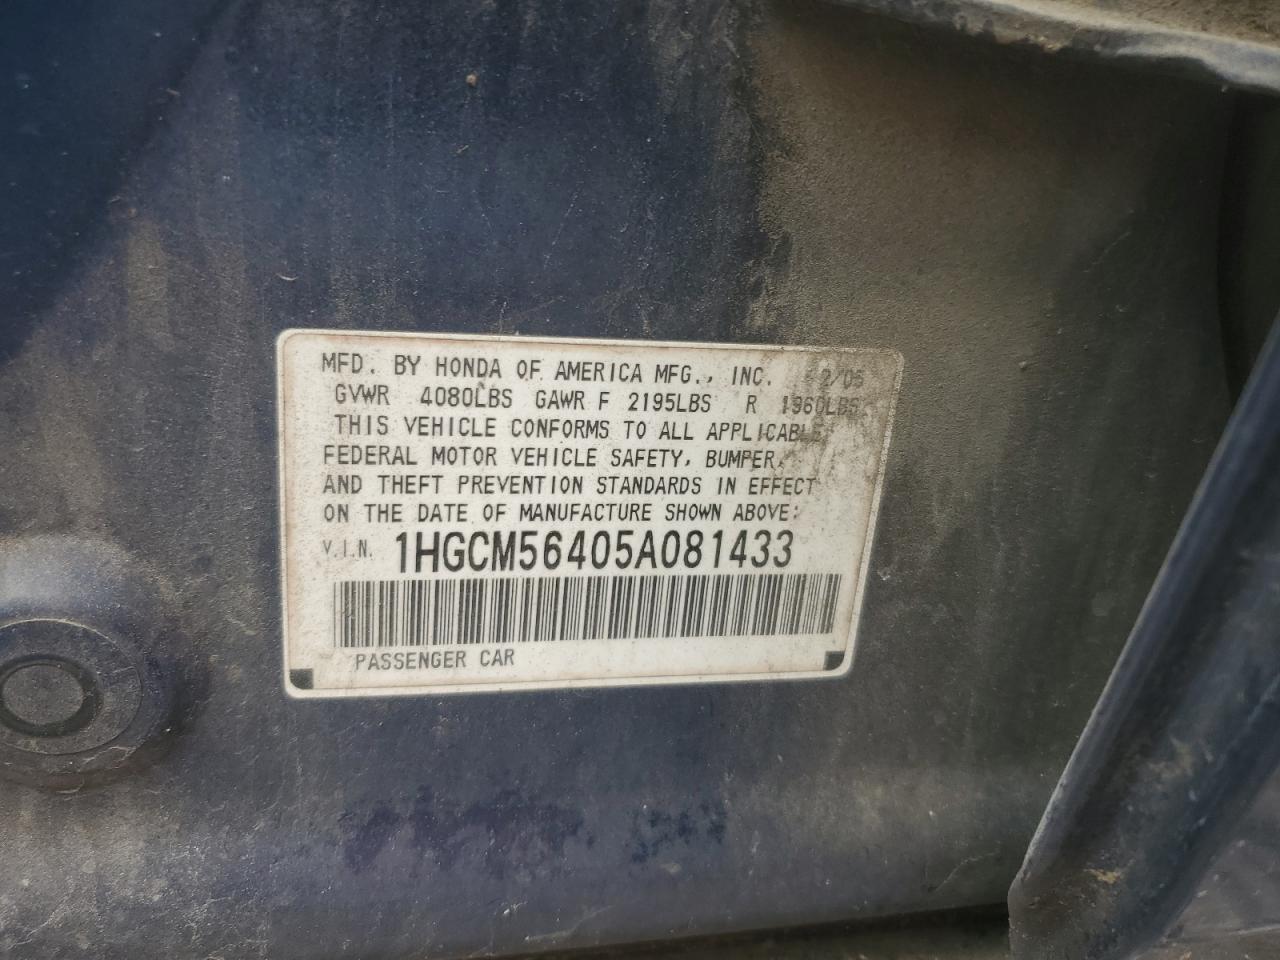 MFD. BY HONDA OF AMERICA MFG., INC. 2/05
GVWR 4080LBS GAWR F 2195LBS R 1960LBS
THIS VEHICLE CONFORMS TO ALL APPLICABLE
FEDERAL MOTOR VEHICLE SAFETY, BUMPER,
AND THEFT PREVENTION STANDARDS IN EFFECT
ON THE DATE OF MANUFACTURE SHOWN ABOVE:
V.I.N. 1HGCM56405A081433
PASSENGER CAR